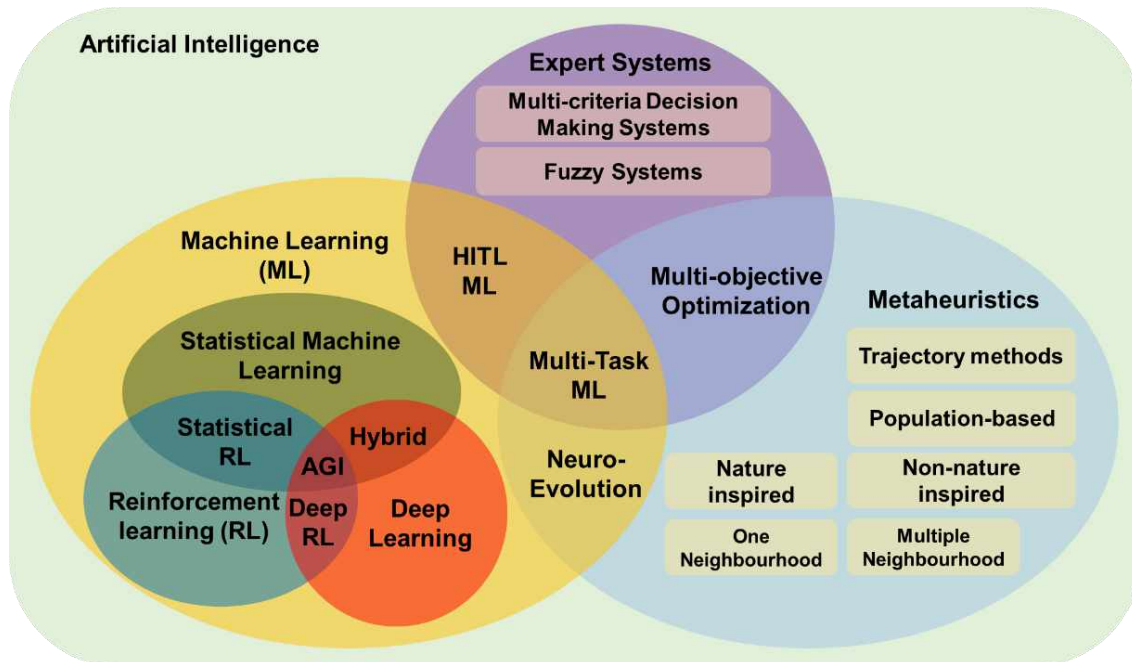 Artificial Intelligence
Expert Systems
Multi-criteria Decision
Making Systems
Fuzzy Systems
Machine Learning
(ML)
HITL
ML
Multi-objective
Optimization
Metaheuristics
Statistical Machine
Learning
Multi-Task
ML
Trajectory methods
Population-based
Statistical
RL
Hybrid
AGI
Neuro-
Evolution
Nature
inspired
Non-nature
inspired
Reinforcement
learning (RL)
Deep
RL
Deep
Learning
One
Neighbourhood
Multiple
Neighbourhood